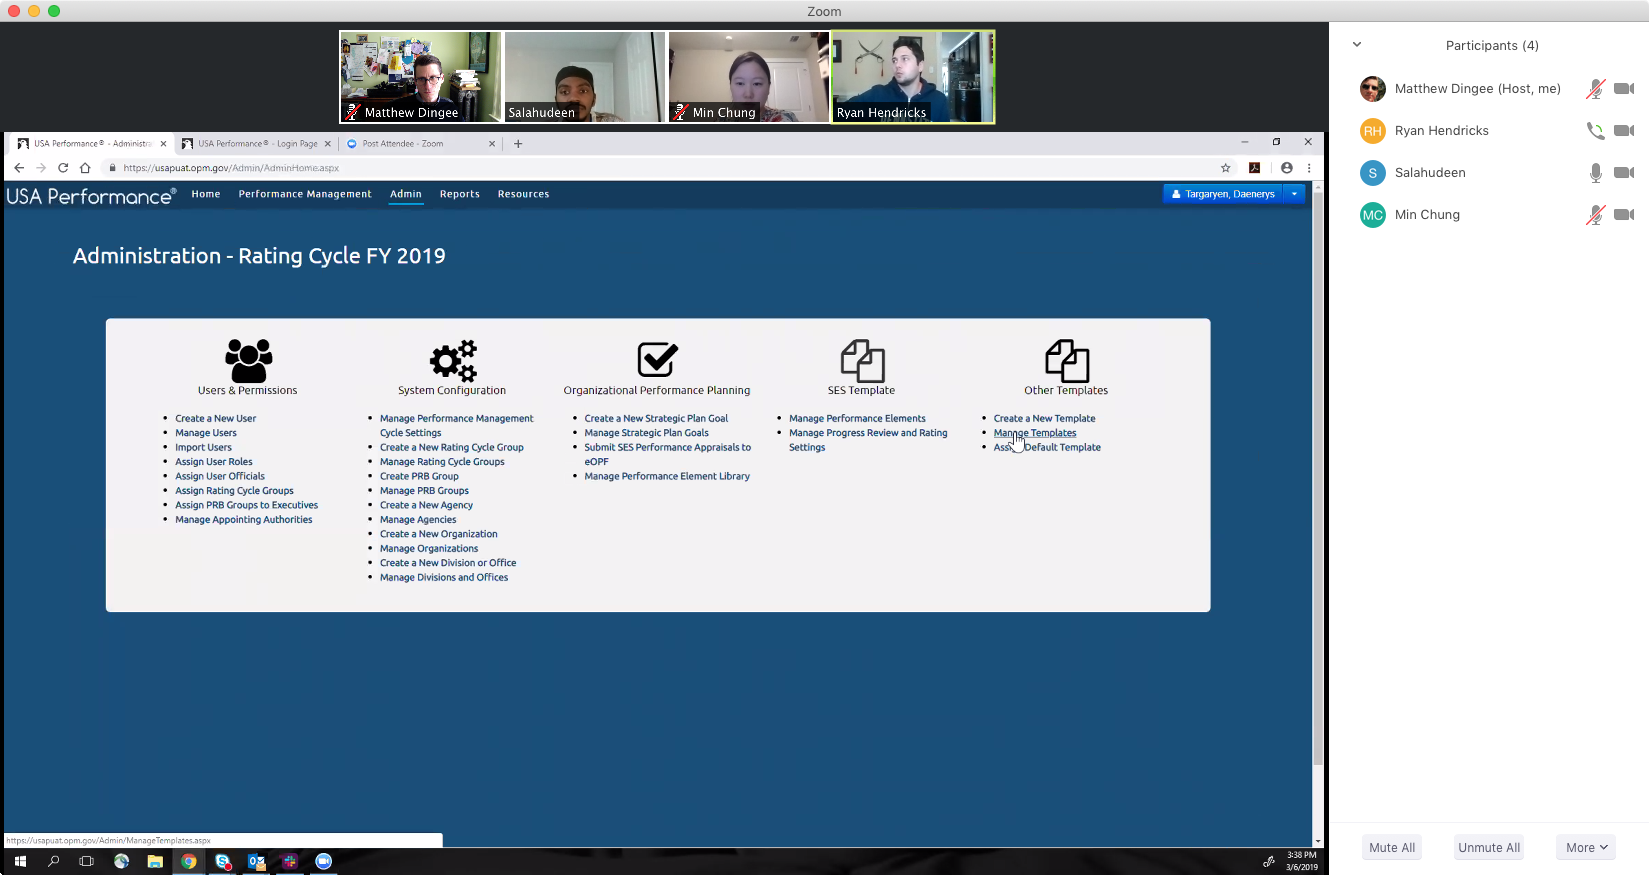 Zoom
Matthew Dingee
Salahudeen
Min Chung
Ryan Hendricks
USA Performance® - Administra
USA Performance® - Login Page
Post Attendee - Zoom
https://usapuat.opm.gov/Admin/AdminHome.aspx
USA Performance®
Home
Performance Management
Admin
Reports
Resources
Targaryen, Daenerys
Administration - Rating Cycle FY 2019
Users & Permissions
Create a New User
Manage Users
Import Users
Assign User Roles
Assign User Officials
Assign Rating Cycle Groups
Assign PRB Groups to Executives
Manage Appointing Authorities
System Configuration
Manage Performance Management
Cycle Settings
Create a New Rating Cycle Group
Manage Rating Cycle Groups
Create PRB Group
Manage PRB Groups
Create a New Agency
Manage Agencies
Create a New Organization
Manage Organizations
Create a New Division or Office
Manage Divisions and Offices
Organizational Performance Planning
Create a New Strategic Plan Goal
Manage Strategic Plan Goals
Submit SES Performance Appraisals to
eOPF
Manage Performance Element Library
SES Template
Manage Performance Elements
Manage Progress Review and Rating
Settings
Other Templates
Create a New Template
Manage Templates
Default Template
https://usapuat.opm.gov/Admin/ManageTemplates.aspx
3:38 PM
3/6/2019
Participants (4)
Matthew Dingee (Host, me)
RH Ryan Hendricks
S Salahudeen
MC Min Chung
Mute All
Unmute All
More